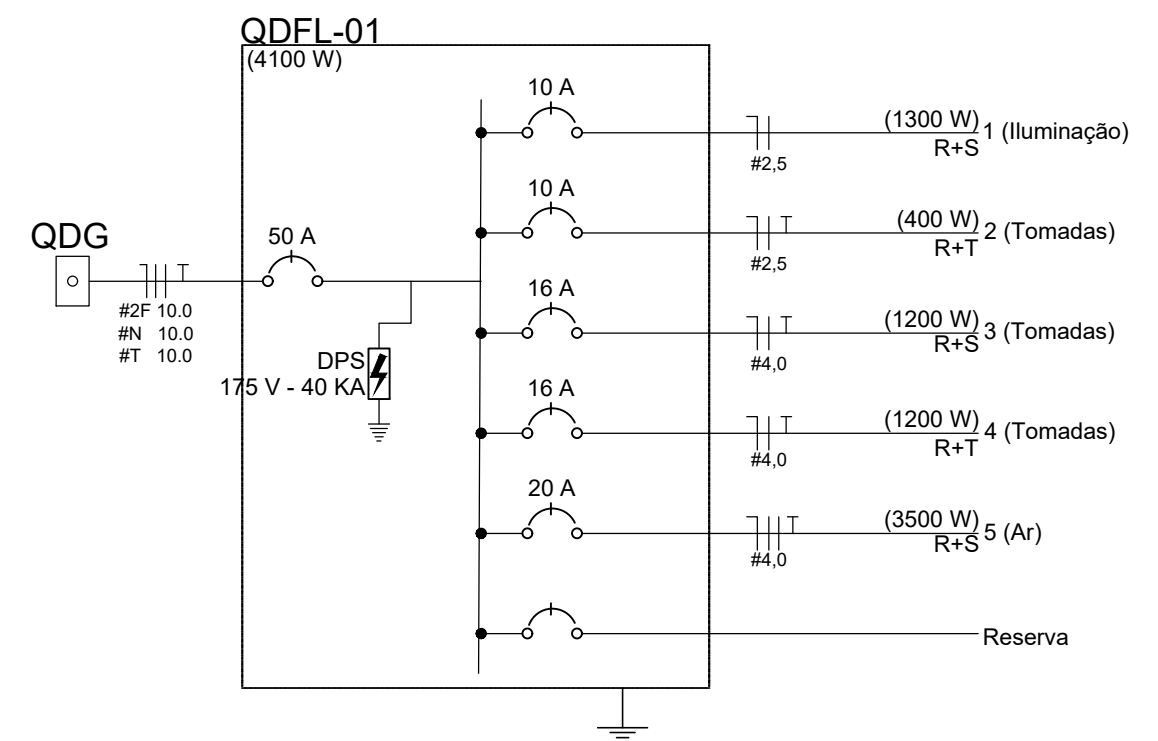 QDFL-01
(4100 W)
10 A
(1300 W)
1 (Iluminação)
R+S
#2,5
10 A
(400 W)
2 (Tomadas)
R+T
#2,5
QDG
50 A
#2F 10.0
#N 10.0
#T 10.0
16 A
(1200 W)
3 (Tomadas)
R+S
#4,0
DPS
175 V - 40 KA
16 A
(1200 W)
4 (Tomadas)
R+T
#4,0
20 A
(3500 W)
5 (Ar)
R+S
#4,0
Reserva